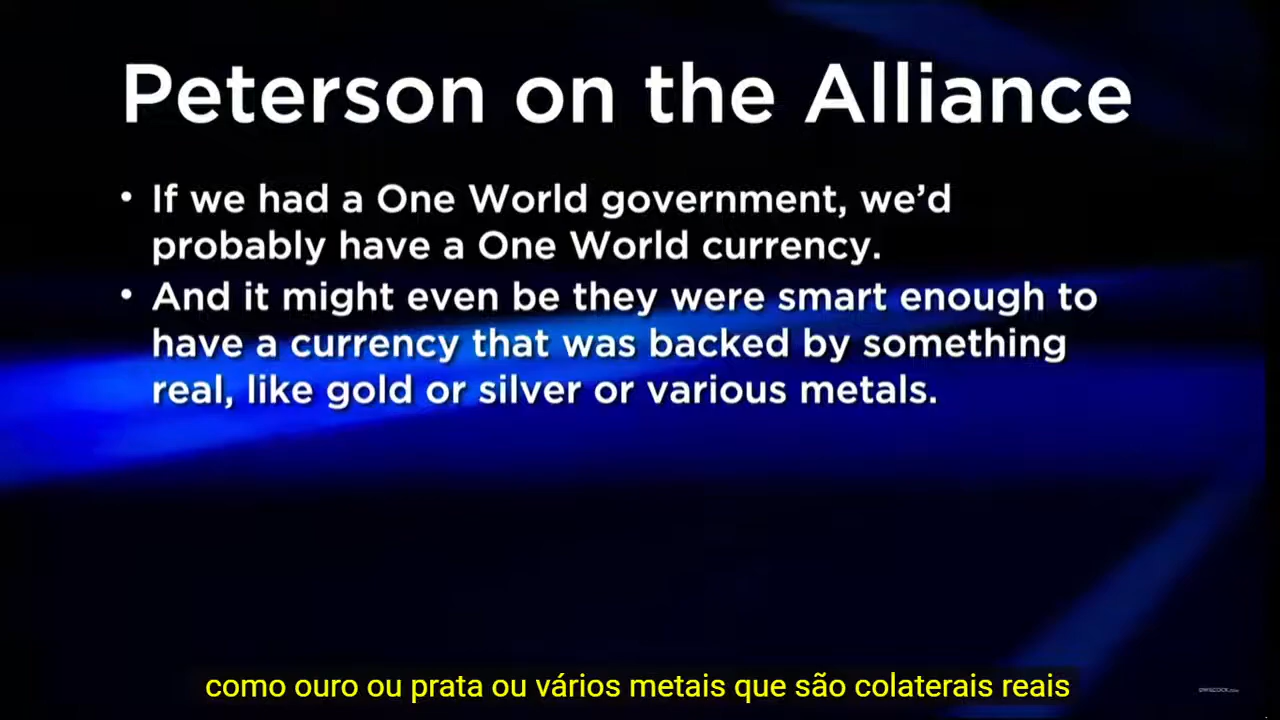 Peterson on the Alliance
• If we had a One World government, we’d
probably have a One World currency.
• And it might even be they were smart enough to
have a currency that was backed by something
real, like gold or silver or various metals.
como ouro ou prata ou vários metais que são colaterais reais